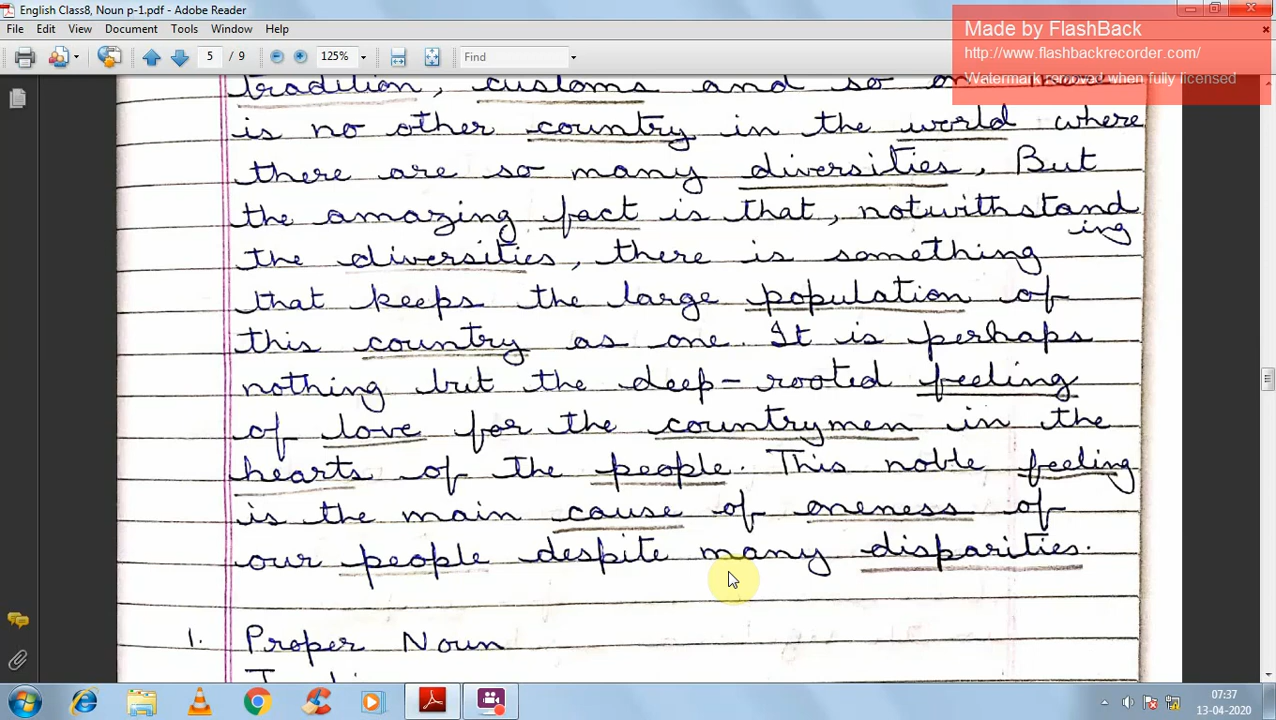 English Class8, Noun p-1.pdf - Adobe Reader
File Edit View Document Tools Window Help
Made by FlashBack
http://www.flashbackrecorder.com/
Watermark removed when fully licensed
5 / 9 125% Find
tradition, customs and so on
is no other country in the world where
there are so many diversities, But
the amazing fact is that, notwithstand
ing
the diversities, there is something
that keeps the large population of
this country as one. It is perhaps
nothing but the deep-rooted feeling
of love for the countrymen in the
hearts of the people. This noble feeling
is the main cause of oneness of
our people despite many disparities.
1. Proper Noun
07:37
13-04-2020